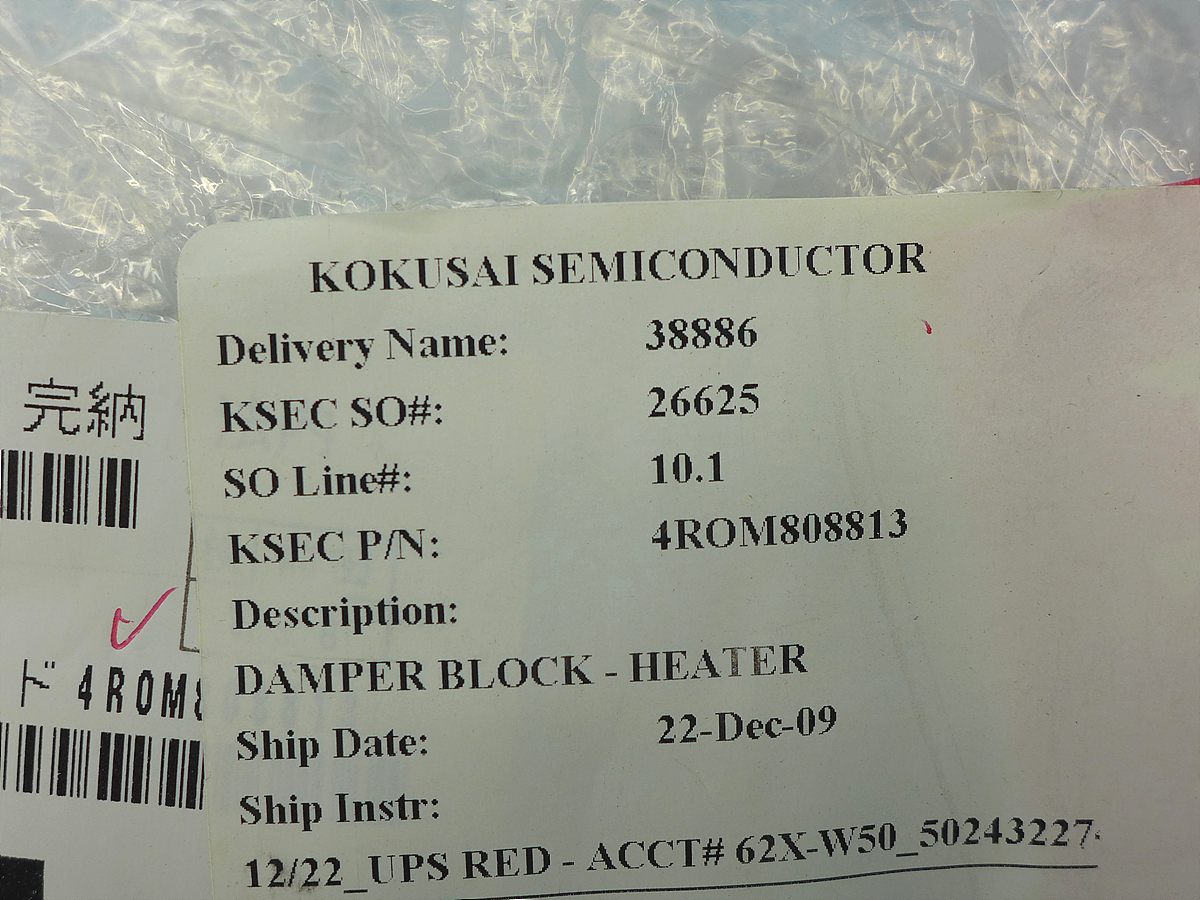 KOKUSAI SEMICONDUCTOR
Delivery Name: 38886
KSEC SO#: 26625
SO Line#: 10.1
KSEC P/N: 4ROM808813
Description:
DAMPER BLOCK - HEATER
Ship Date: 22-Dec-09
Ship Instr:
12/22_UPS RED - ACCT# 62X-W50_50243227
完納
ド 4ROM8